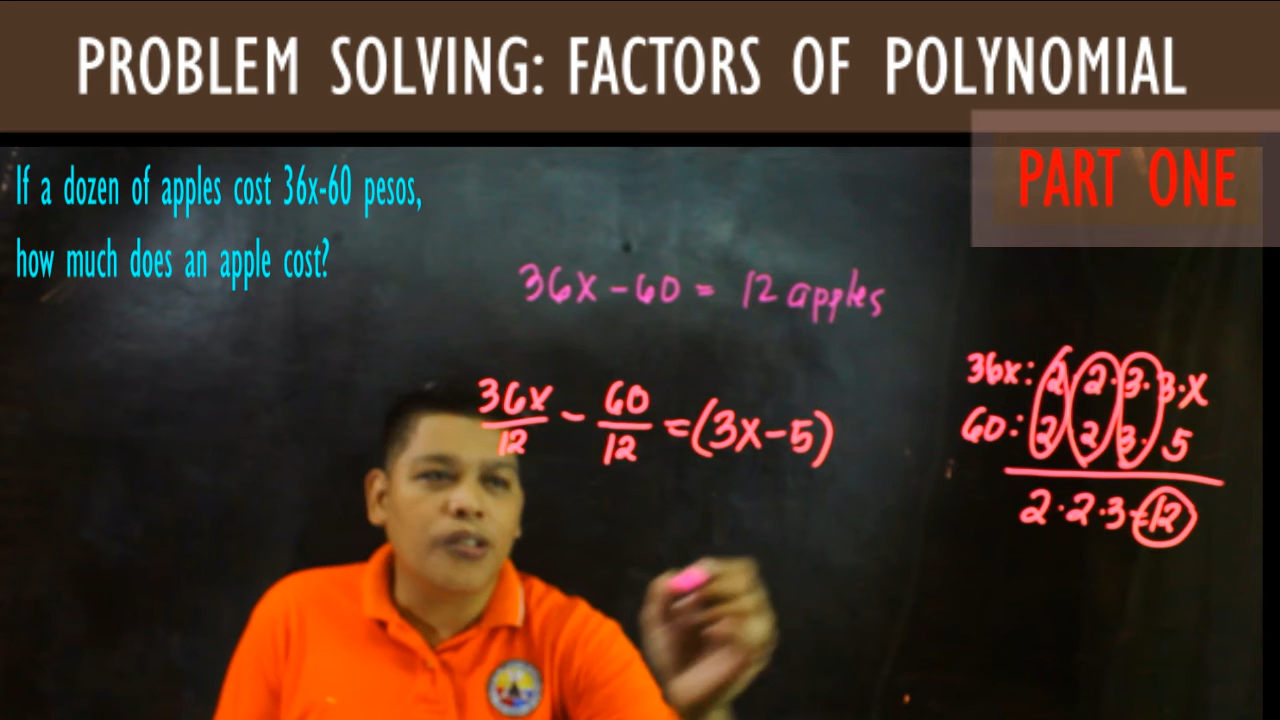 PROBLEM SOLVING: FACTORS OF POLYNOMIAL
PART ONE
If a dozen of apples cost 36x-60 pesos,
how much does an apple cost?
36x - 60 = 12 apples
36x/12 - 60/12 = (3x-5)
36x: 2·2·3·3·x
60: 2·2·3·5
2·2·3=12